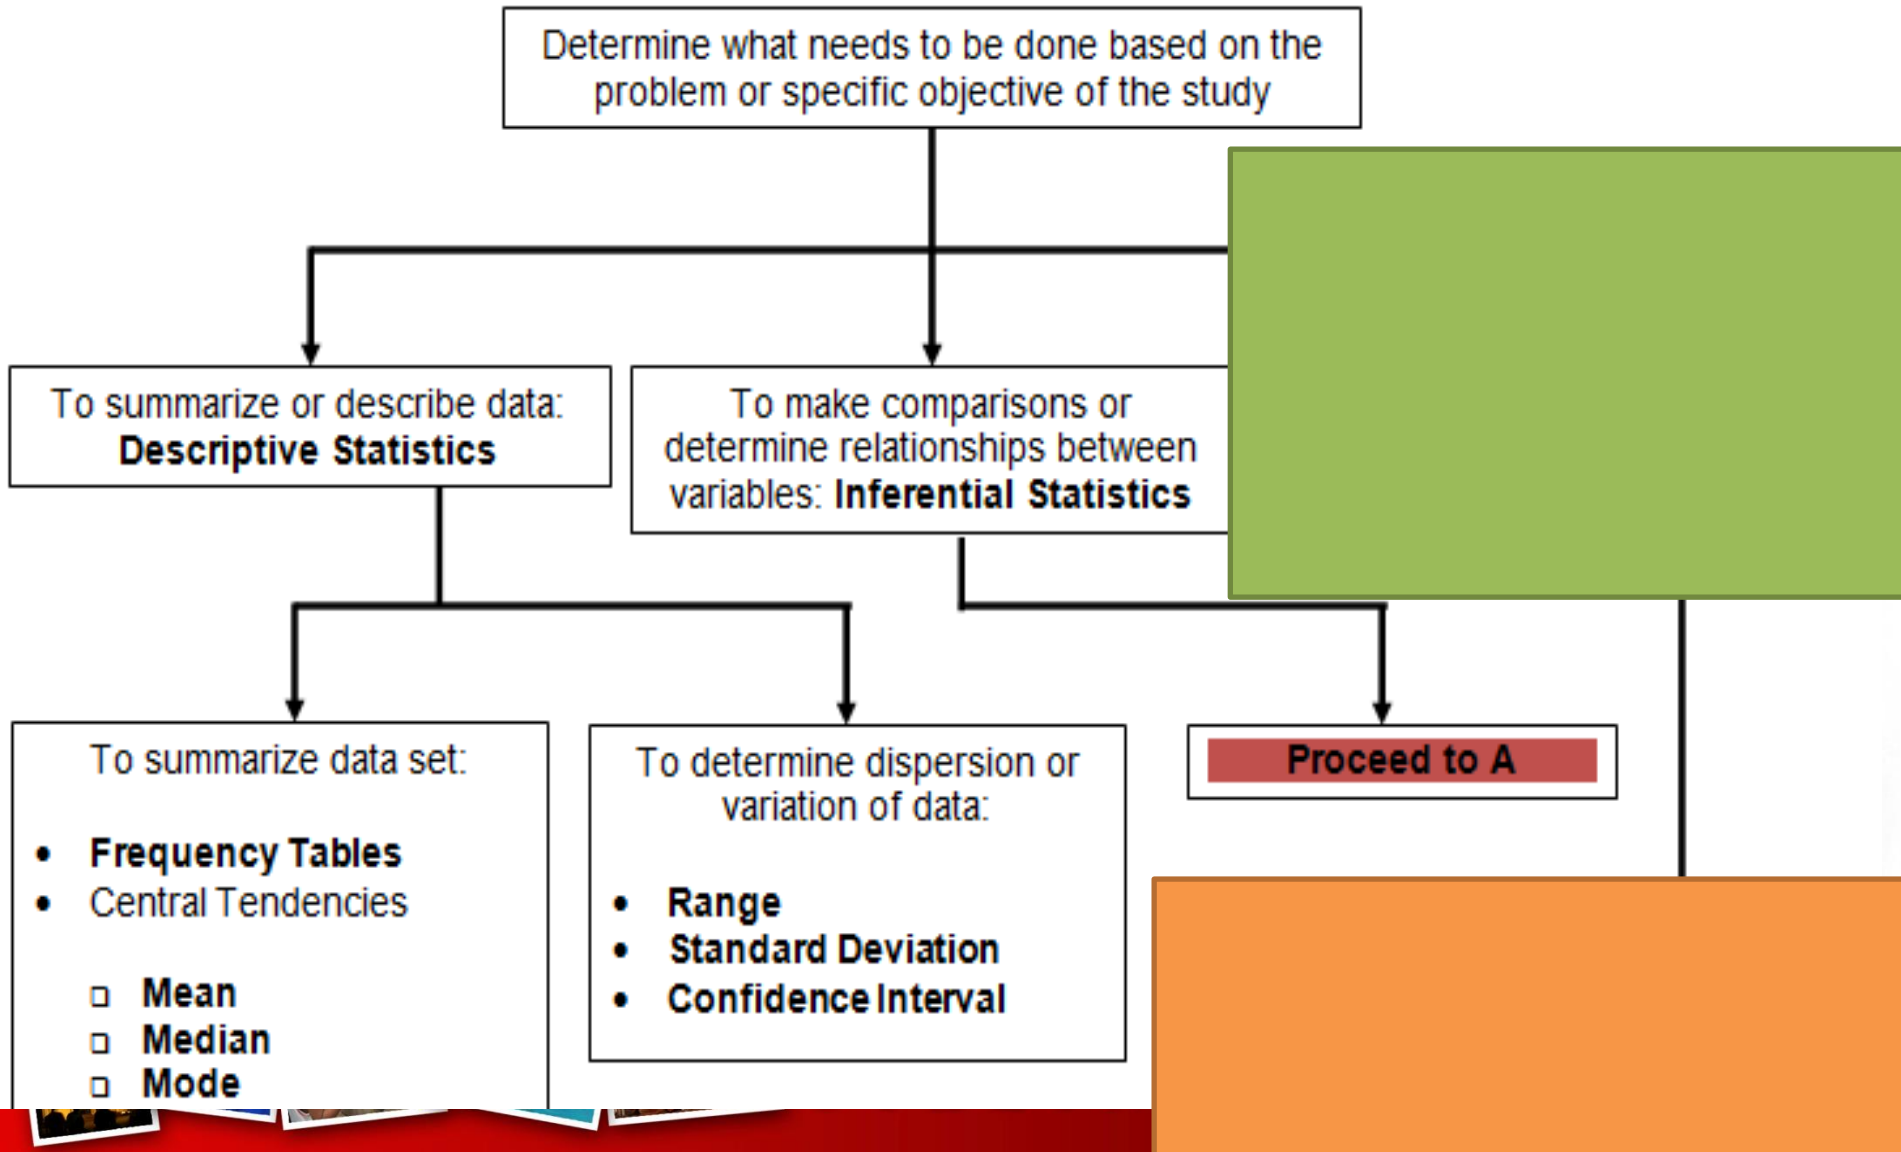 Determine what needs to be done based on the
problem or specific objective of the study
To summarize or describe data:
Descriptive Statistics
To make comparisons or
determine relationships between
variables: Inferential Statistics
To summarize data set:
• Frequency Tables
• Central Tendencies
□ Mean
□ Median
□ Mode
To determine dispersion or
variation of data:
• Range
• Standard Deviation
• Confidence Interval
Proceed to A